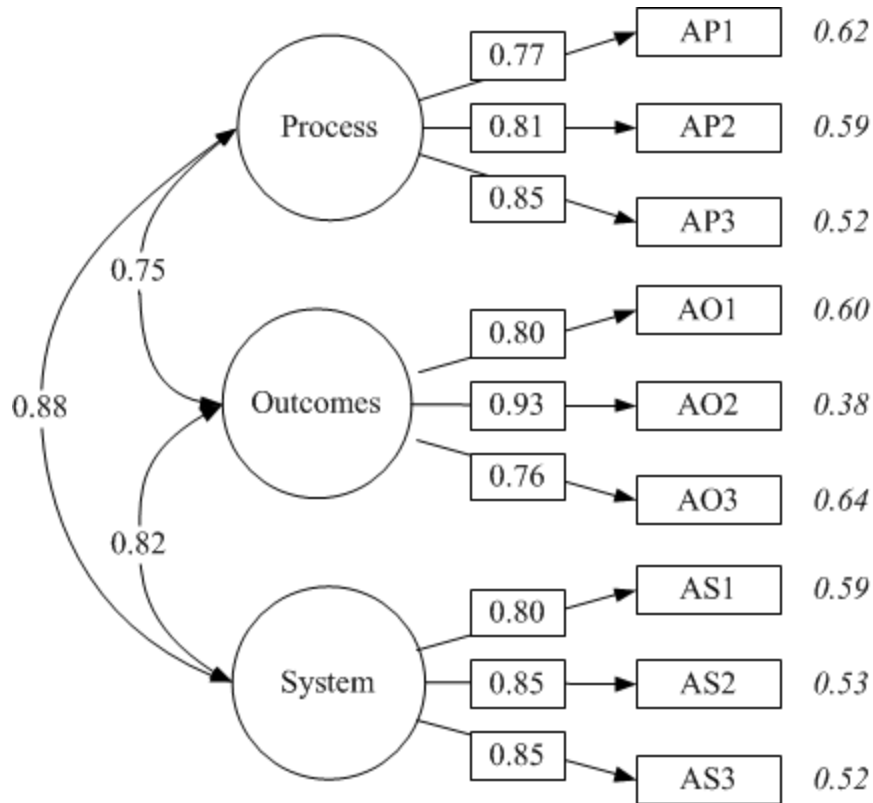 0.77 AP1 0.62
Process 0.81 AP2 0.59
0.85 AP3 0.52
0.75
0.80 AO1 0.60
0.88 Outcomes 0.93 AO2 0.38
0.76 AO3 0.64
0.82
0.80 AS1 0.59
System 0.85 AS2 0.53
0.85 AS3 0.52